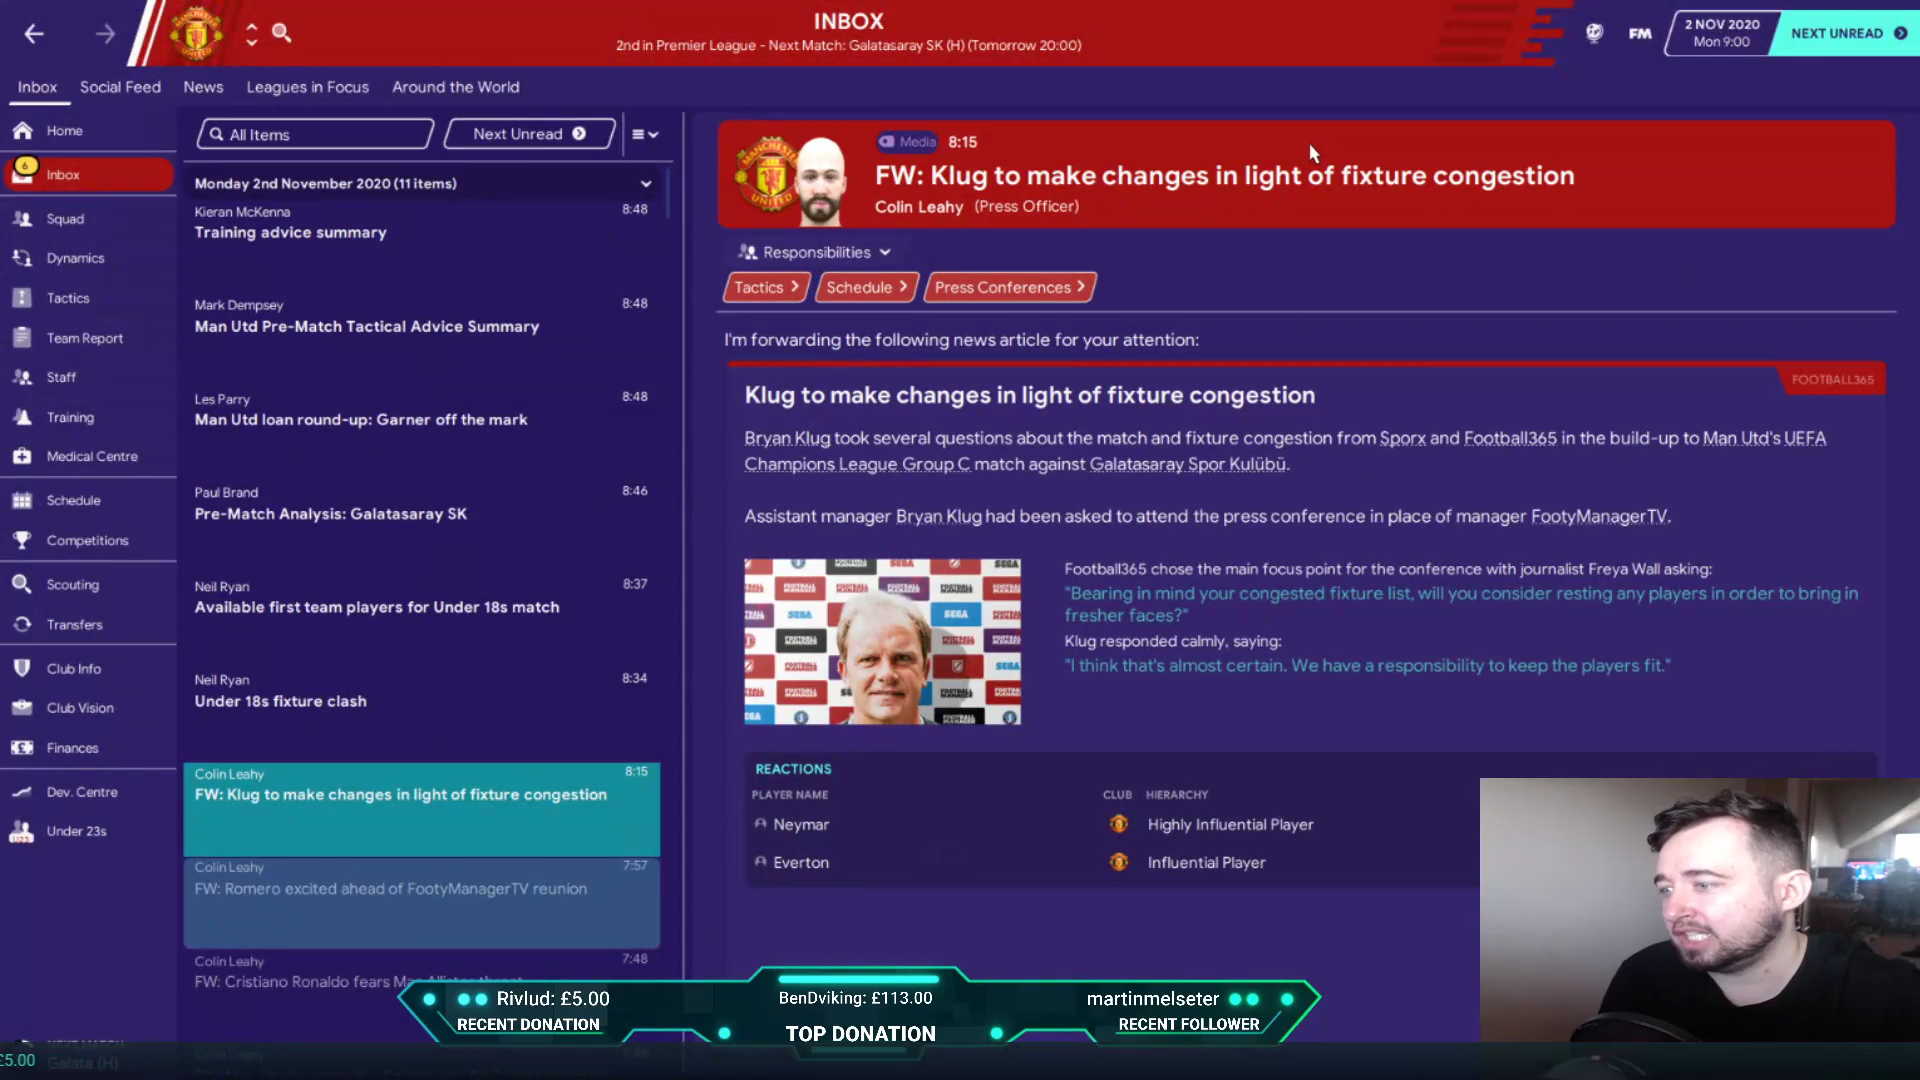 INBOX
2nd in Premier League - Next Match: Galatasaray SK (H) (Tomorrow 20:00)
FM
2 NOV 2020
Mon 9:00
NEXT UNREAD
Inbox
Social Feed
News
Leagues in Focus
Around the World
Home
6
Inbox
Squad
Dynamics
Tactics
Team Report
Staff
Training
Medical Centre
Schedule
Competitions
Scouting
Transfers
Club Info
Club Vision
Finances
Dev. Centre
Under 23s
Galata (H)
£5.00
All Items
Next Unread
Monday 2nd November 2020 (11 items)
Kieran McKenna 8:48
Training advice summary
Mark Dempsey 8:48
Man Utd Pre-Match Tactical Advice Summary
Les Parry 8:48
Man Utd loan round-up: Garner off the mark
Paul Brand 8:46
Pre-Match Analysis: Galatasaray SK
Neil Ryan 8:37
Available first team players for Under 18s match
Neil Ryan 8:34
Under 18s fixture clash
Colin Leahy 8:15
FW: Klug to make changes in light of fixture congestion
Colin Leahy 7:57
FW: Romero excited ahead of FootyManagerTV reunion
Colin Leahy 7:48
FW: Cristiano Ronaldo fears
Media 8:15
FW: Klug to make changes in light of fixture congestion
Colin Leahy (Press Officer)
Responsibilities
Tactics
Schedule
Press Conferences
I'm forwarding the following news article for your attention:
FOOTBALL365
Klug to make changes in light of fixture congestion
Bryan Klug took several questions about the match and fixture congestion from Sporx and Football365 in the build-up to Man Utd's UEFA
Champions League Group C match against Galatasaray Spor Kulübü.
Assistant manager Bryan Klug had been asked to attend the press conference in place of manager FootyManagerTV.
Football365 chose the main focus point for the conference with journalist Freya Wall asking:
"Bearing in mind your congested fixture list, will you consider resting any players in order to bring in
fresher faces?"
Klug responded calmly, saying:
"I think that's almost certain. We have a responsibility to keep the players fit."
REACTIONS
PLAYER NAME CLUB HIERARCHY
Neymar Highly Influential Player
Everton Influential Player
Rivlud: £5.00
RECENT DONATION
BenDviking: £113.00
TOP DONATION
martinmelseter
RECENT FOLLOWER